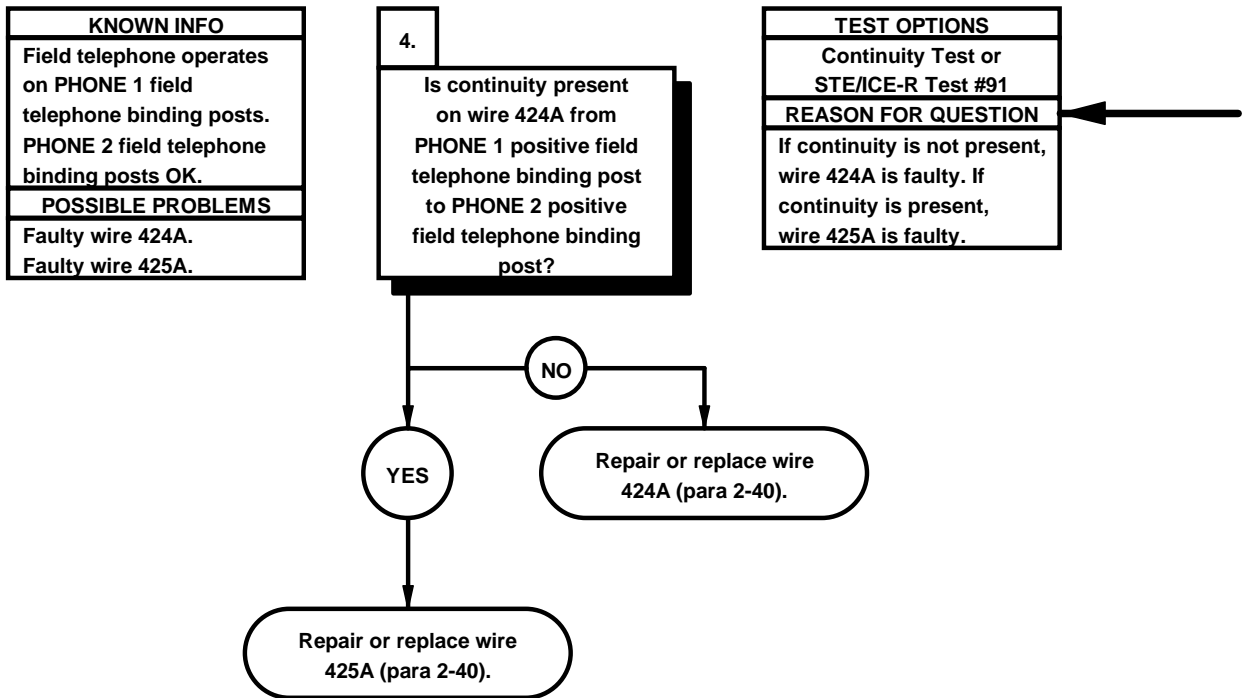 KNOWN INFO
Field telephone operates
on PHONE 1 field
telephone binding posts.
PHONE 2 field telephone
binding posts OK.
POSSIBLE PROBLEMS
Faulty wire 424A.
Faulty wire 425A.
4.
Is continuity present
on wire 424A from
PHONE 1 positive field
telephone binding post
to PHONE 2 positive
field telephone binding
post?
TEST OPTIONS
Continuity Test or
STE/ICE-R Test #91
REASON FOR QUESTION
If continuity is not present,
wire 424A is faulty. If
continuity is present,
wire 425A is faulty.
NO
YES
Repair or replace wire
424A (para 2-40).
Repair or replace wire
425A (para 2-40).